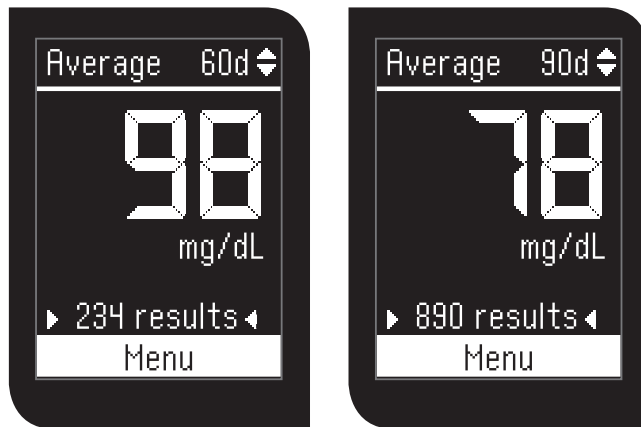 Average 60d
98
mg/dL
234 results
Menu
Average 90d
78
mg/dL
890 results
Menu